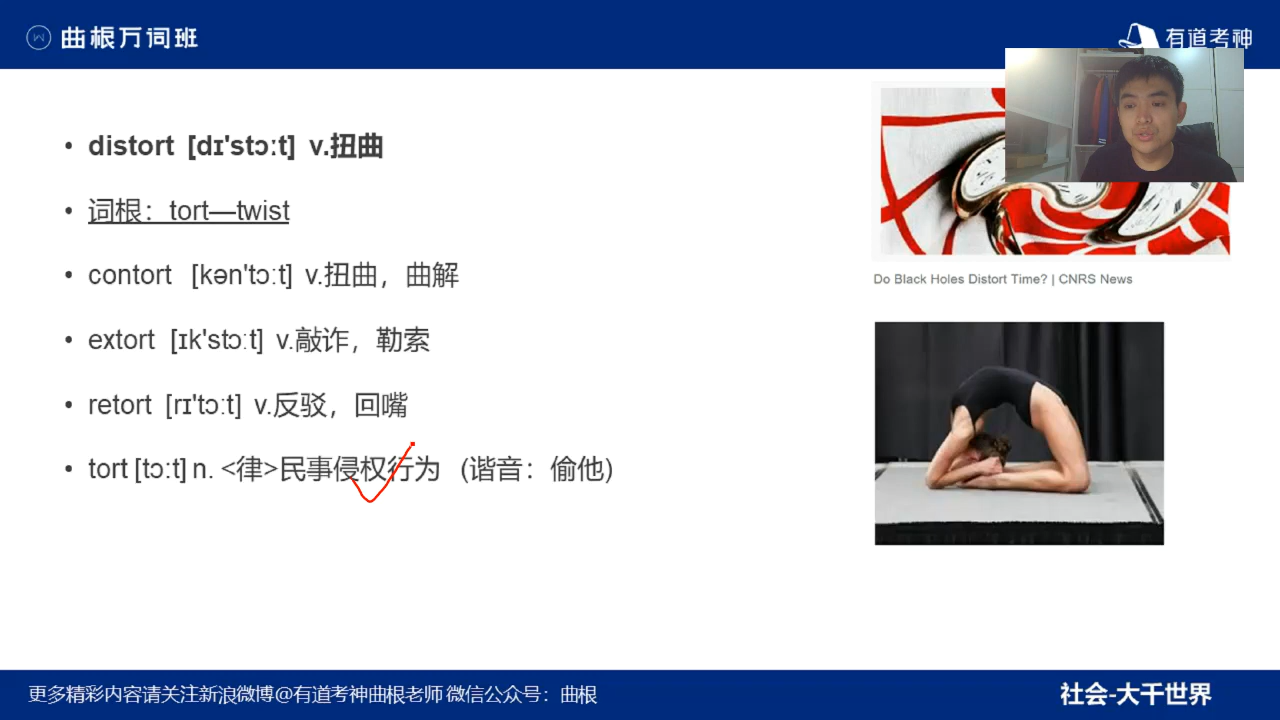 曲根万词班
有道考神
distort [dɪ'stɔːt] v.扭曲
词根：tort—twist
contort [kən'tɔːt] v.扭曲，曲解
extort [ɪk'stɔːt] v.敲诈，勒索
retort [rɪ'tɔːt] v.反驳，回嘴
tort [tɔːt] n. <律>民事侵权行为 (谐音：偷他)
Do Black Holes Distort Time? | CNRS News
更多精彩内容请关注新浪微博@有道考神曲根老师 微信公众号：曲根
社会-大千世界